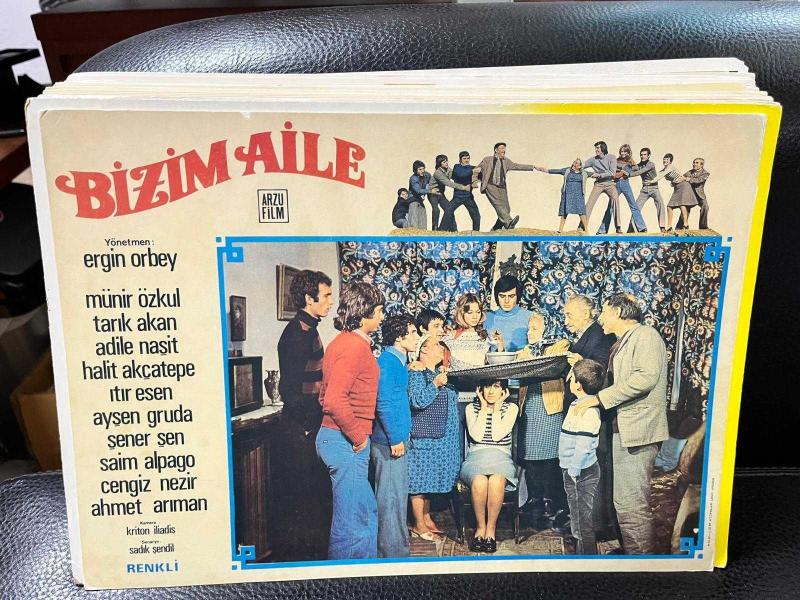 BİZİM AİLE
ARZU
FİLM
Yönetmen:
ergin orbey
münir özkul
tarık akan
adile naşit
halit akçatepe
ıtır esen
ayşen gruda
şener şen
saim alpago
cengiz nezir
ahmet arıman
Kamera
kriton iliadis
Senaryo
sadık şendil
RENKLİ